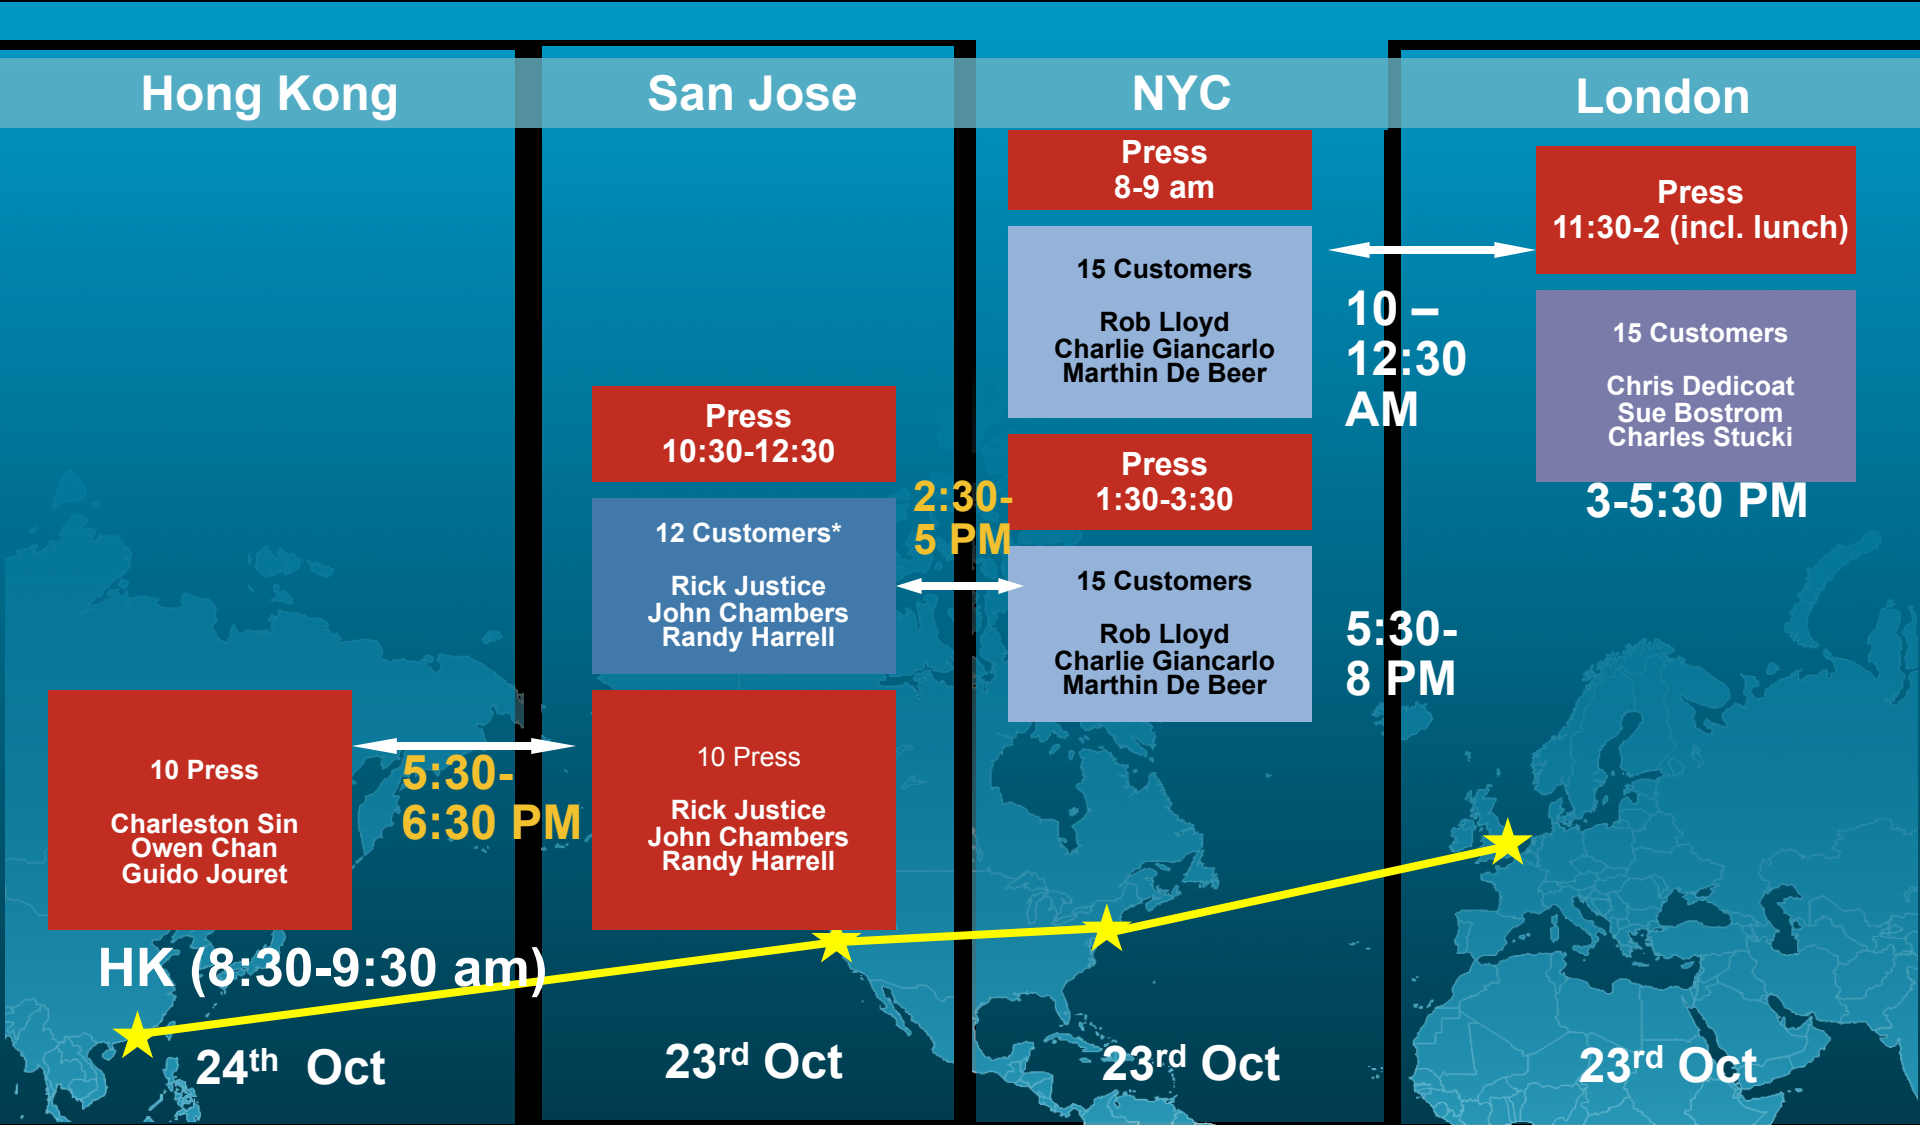 Hong Kong
San Jose
NYC
London
10 Press
Charleston Sin
Owen Chan
Guido Jouret
HK (8:30-9:30 am)
24th Oct
5:30-
6:30 PM
Press
10:30-12:30
12 Customers*
Rick Justice
John Chambers
Randy Harrell
10 Press
Rick Justice
John Chambers
Randy Harrell
23rd Oct
2:30-
5 PM
Press
8-9 am
15 Customers
Rob Lloyd
Charlie Giancarlo
Marthin De Beer
Press
1:30-3:30
15 Customers
Rob Lloyd
Charlie Giancarlo
Marthin De Beer
23rd Oct
10 –
12:30
AM
5:30-
8 PM
Press
11:30-2 (incl. lunch)
15 Customers
Chris Dedicoat
Sue Bostrom
Charles Stucki
3-5:30 PM
23rd Oct